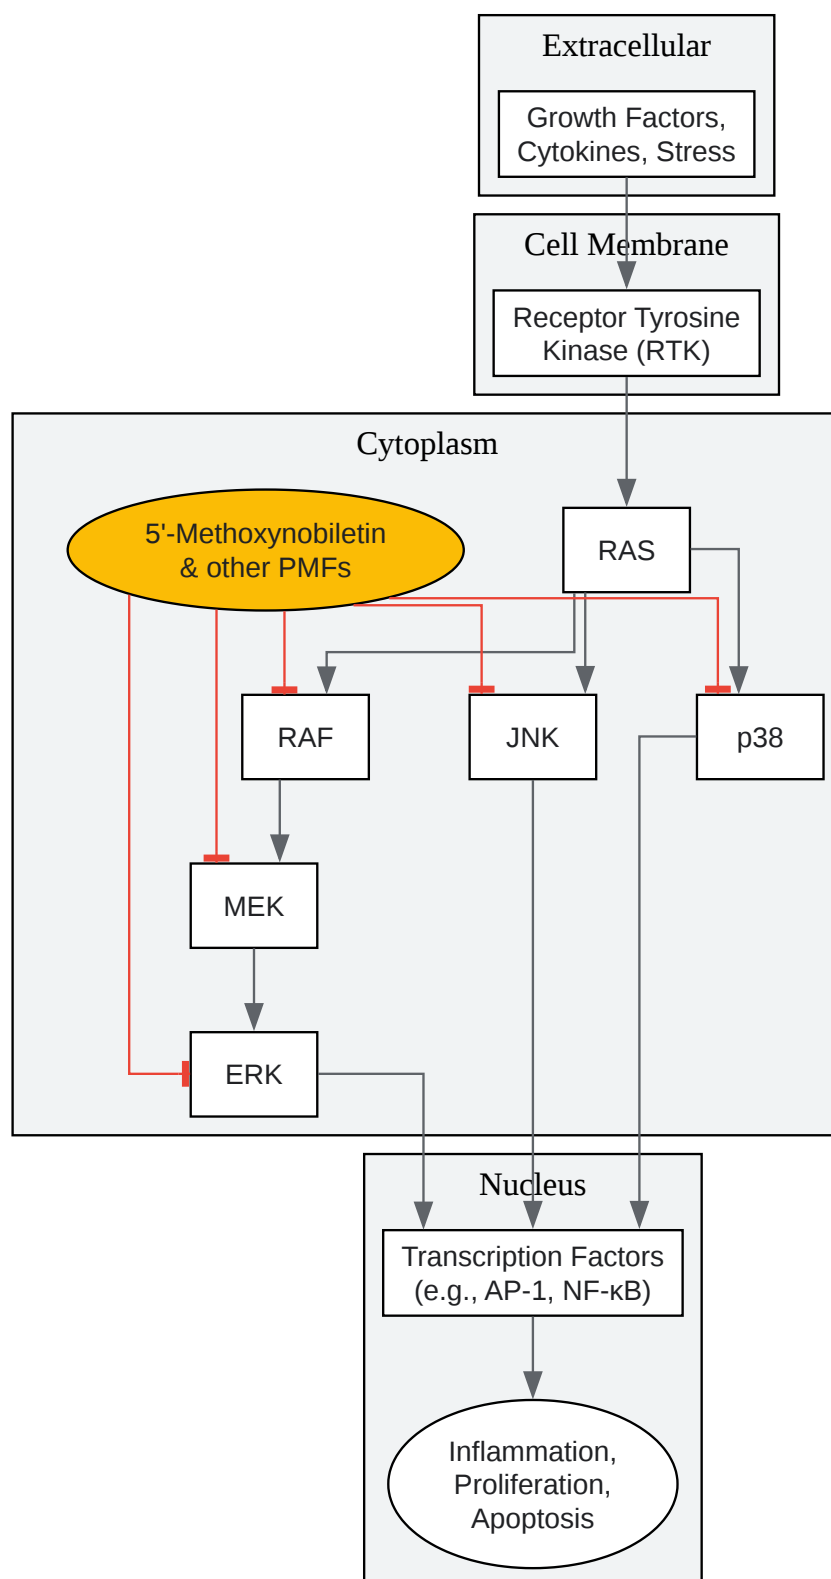 Extracellular
Growth Factors,
Cytokines, Stress
Cell Membrane
Receptor Tyrosine
Kinase (RTK)
Cytoplasm
5'-Methoxynobiletin
& other PMFs
RAS
RAF
JNK
p38
MEK
ERK
Nucleus
Transcription Factors
(e.g., AP-1, NF-κB)
Inflammation,
Proliferation,
Apoptosis